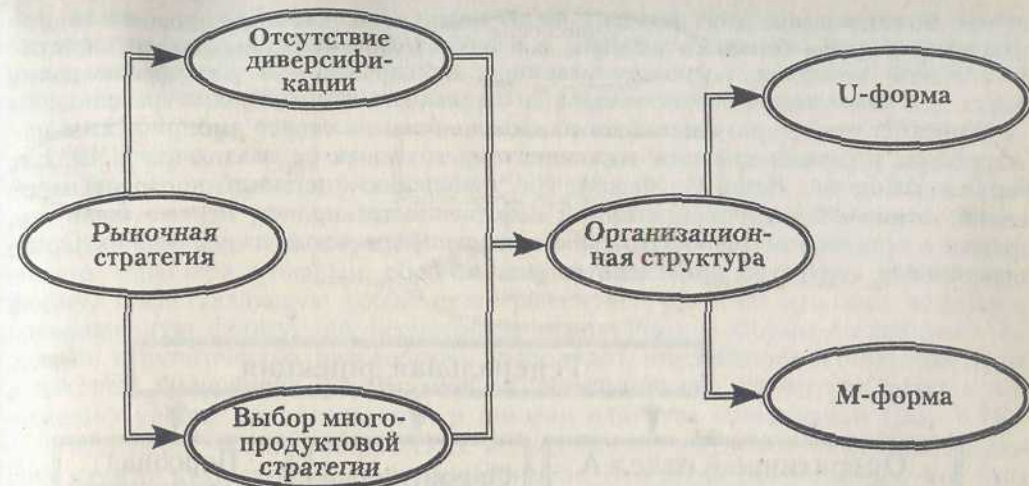 Отсутствие
диверсифи-
кации
U-форма
Рыночная
стратегия
Организацион-
ная структура
Выбор много-
продуктовой
стратегии
М-форма